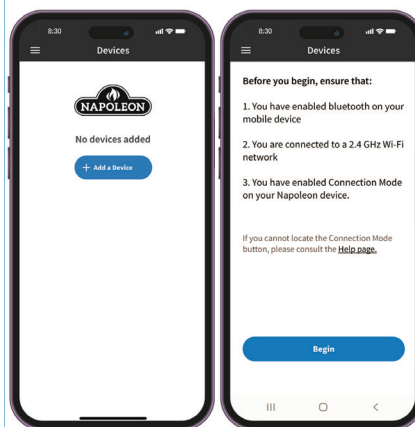 8:30
Devices
NAPOLEON
No devices added
+ Add a Device
8:30
Devices
Before you begin, ensure that:
1. You have enabled bluetooth on your
mobile device
2. You are connected to a 2.4 GHz Wi-Fi
network
3. You have enabled Connection Mode
on your Napoleon device.
If you cannot locate the Connection Mode
button, please consult the Help page.
Begin